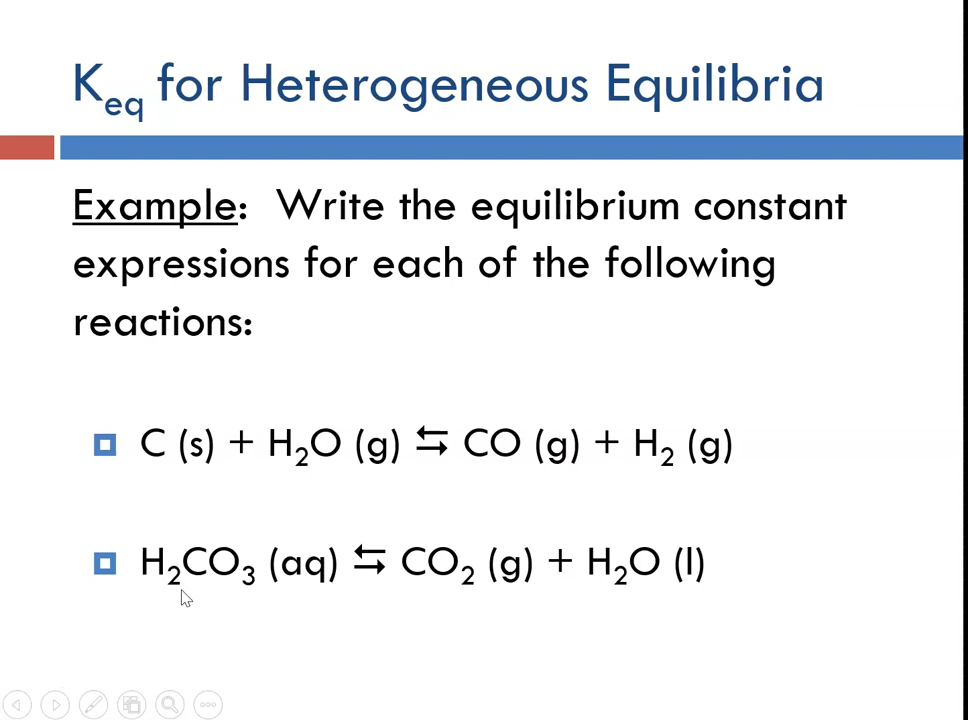 K_eq for Heterogeneous Equilibria
Example: Write the equilibrium constant
expressions for each of the following
reactions:
C (s) + H₂O (g) ⇆ CO (g) + H₂ (g)
H₂CO₃ (aq) ⇆ CO₂ (g) + H₂O (l)